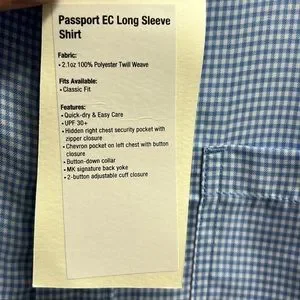 Passport EC Long Sleeve
Shirt
Fabric:
• 2.1oz 100% Polyester Twill Weave
Fits Available:
• Classic Fit
Features:
• Quick-dry & Easy Care
• UPF 30+
• Hidden right chest security pocket with
zipper closure
• Chevron pocket on left chest with button
closure
• Button-down collar
• MK signature back yoke
• 2-button adjustable cuff closure